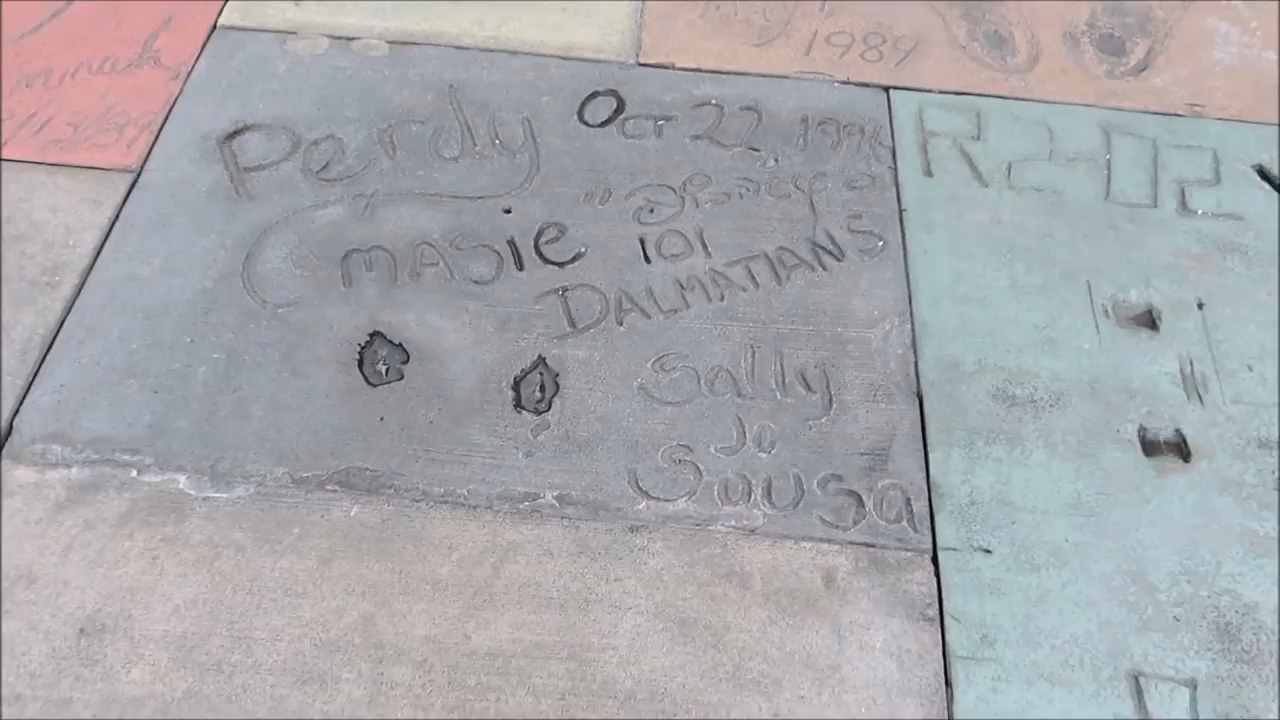 1989
Perdy Oct 22 1996
(Masie
"Disney's
101
DALMATIANS
Sally
Jo
Sousa
R2-D2